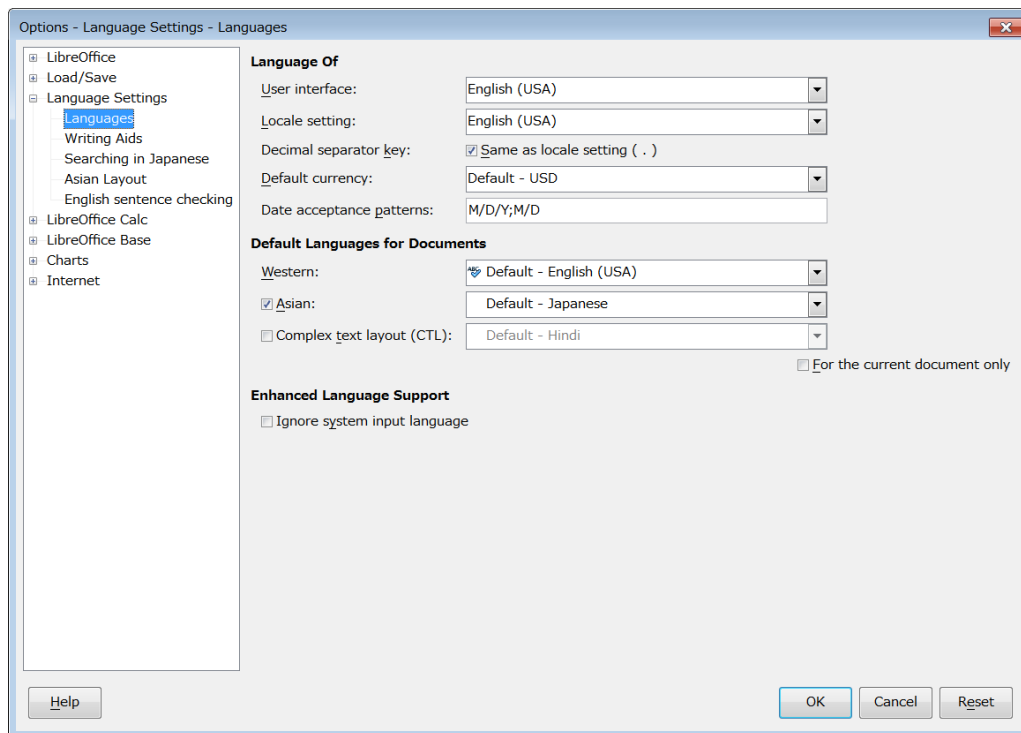 Options - Language Settings - Languages
LibreOffice
Load/Save
Language Settings
Languages
Writing Aids
Searching in Japanese
Asian Layout
English sentence checking
LibreOffice Calc
LibreOffice Base
Charts
Internet
Language Of
User interface: English (USA)
Locale setting: English (USA)
Decimal separator key: Same as locale setting ( . )
Default currency: Default - USD
Date acceptance patterns: M/D/Y;M/D
Default Languages for Documents
Western: ABC Default - English (USA)
Asian: Default - Japanese
Complex text layout (CTL): Default - Hindi
For the current document only
Enhanced Language Support
Ignore system input language
Help OK Cancel Reset